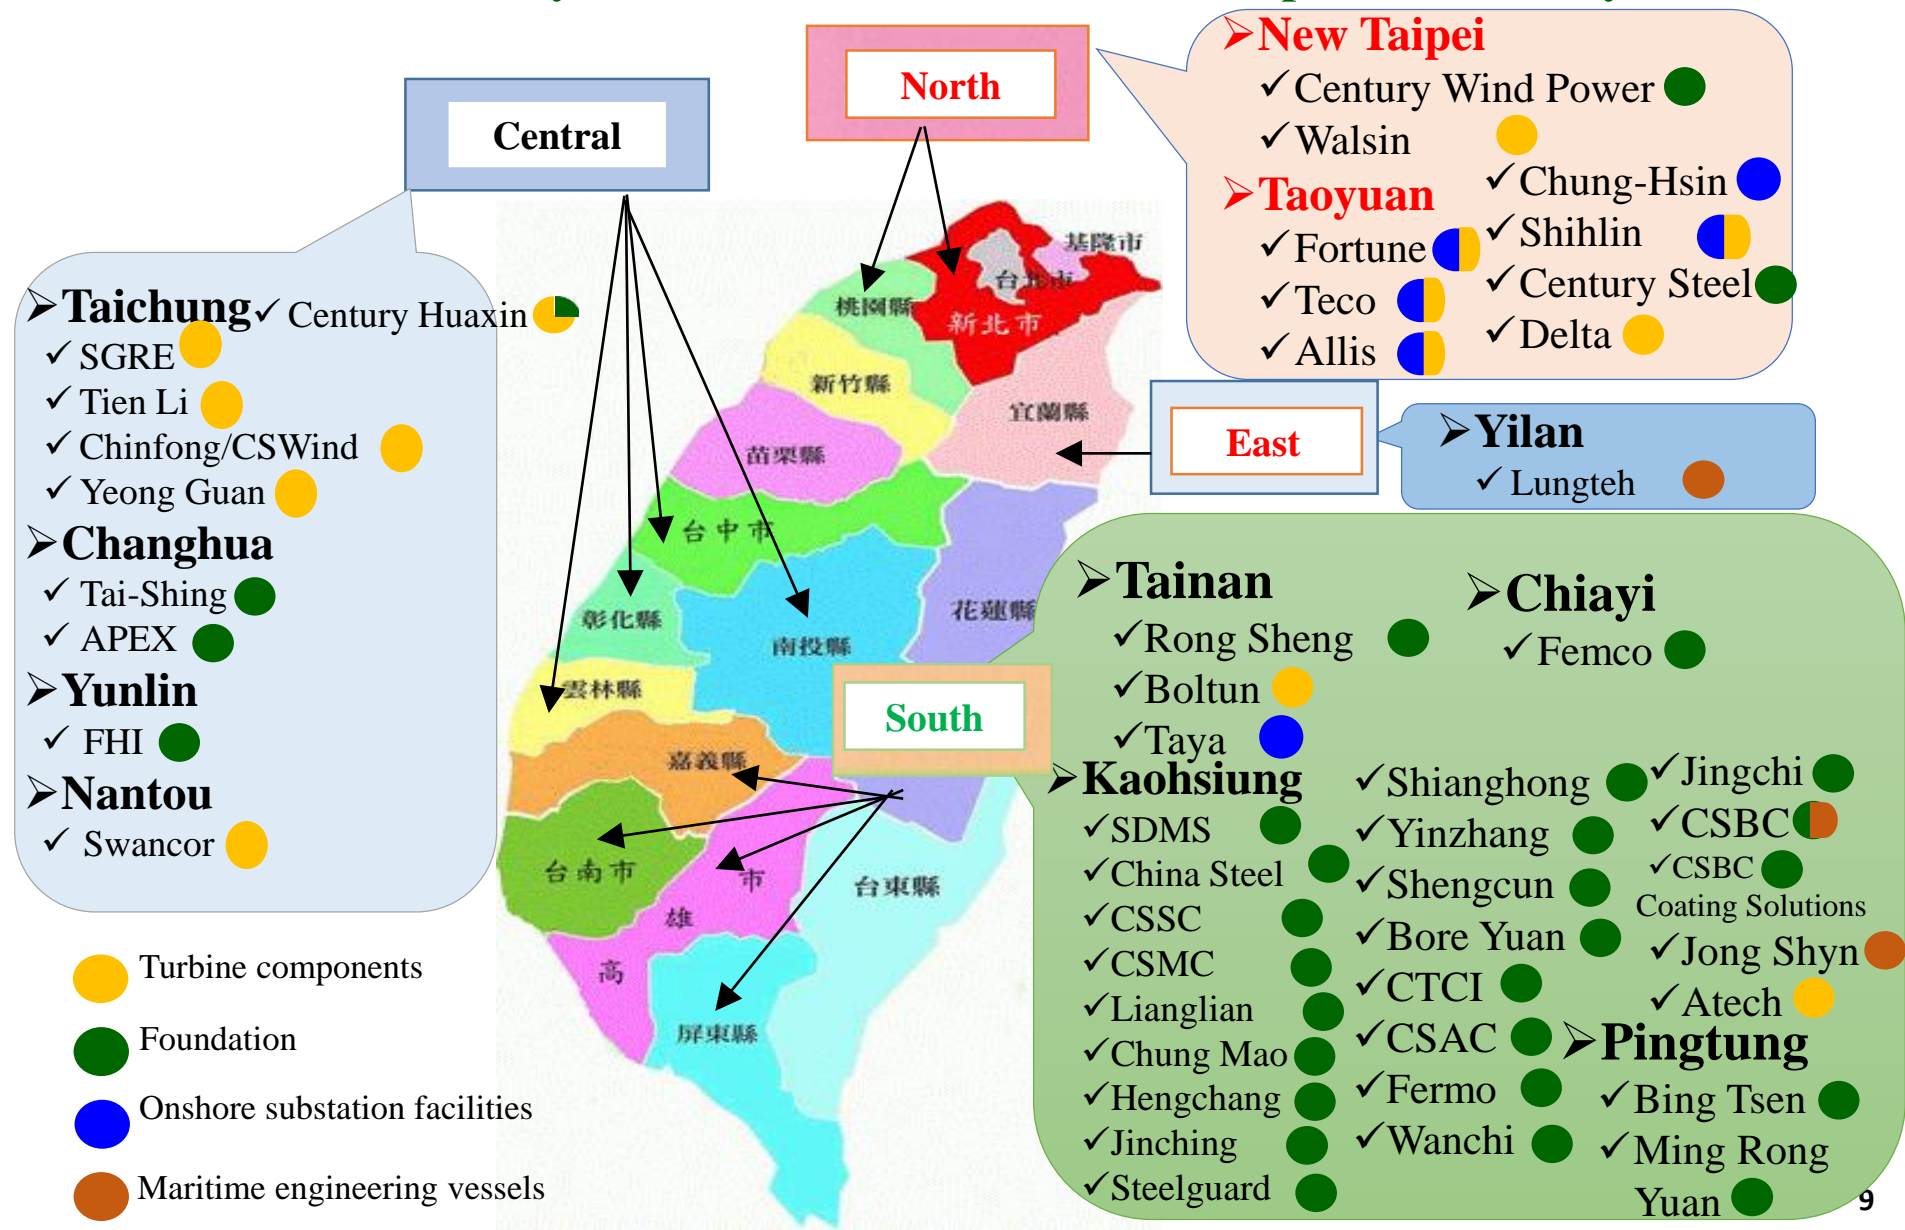 North
➢New Taipei
✓Century Wind Power
✓Walsin
➢Taoyuan
✓Fortune
✓Teco
✓Allis
✓Chung-Hsin
✓Shihlin
✓Century Steel
✓Delta
Central
➢Taichung
✓Century Huaxin
✓SGRE
✓Tien Li
✓Chinfong/CSWind
✓Yeong Guan
➢Changhua
✓Tai-Shing
✓APEX
➢Yunlin
✓FHI
➢Nantou
✓Swancor
East
➢Yilan
✓Lungteh
South
➢Tainan
✓Rong Sheng
✓Boltun
✓Taya
➢Chiayi
✓Femco
➢Kaohsiung
✓SDMS
✓China Steel
✓CSSC
✓CSMC
✓Lianglian
✓Chung Mao
✓Hengchang
✓Jinching
✓Steelguard
✓Shianghong
✓Yinzhang
✓Shengcun
✓Bore Yuan
✓CTCI
✓CSAC
✓Fermo
✓Wanchi
✓Jingchi
✓CSBC
✓CSBC
Coating Solutions
✓Jong Shyn
✓Atech
➢Pingtung
✓Bing Tsen
✓Ming Rong
Yuan
基隆市
台北市
新北市
桃園縣
新竹縣
宜蘭縣
苗栗縣
台中市
彰化縣
南投縣
花蓮縣
雲林縣
嘉義縣
台南市
高
雄
市
台東縣
屏東縣
Turbine components
Foundation
Onshore substation facilities
Maritime engineering vessels
9